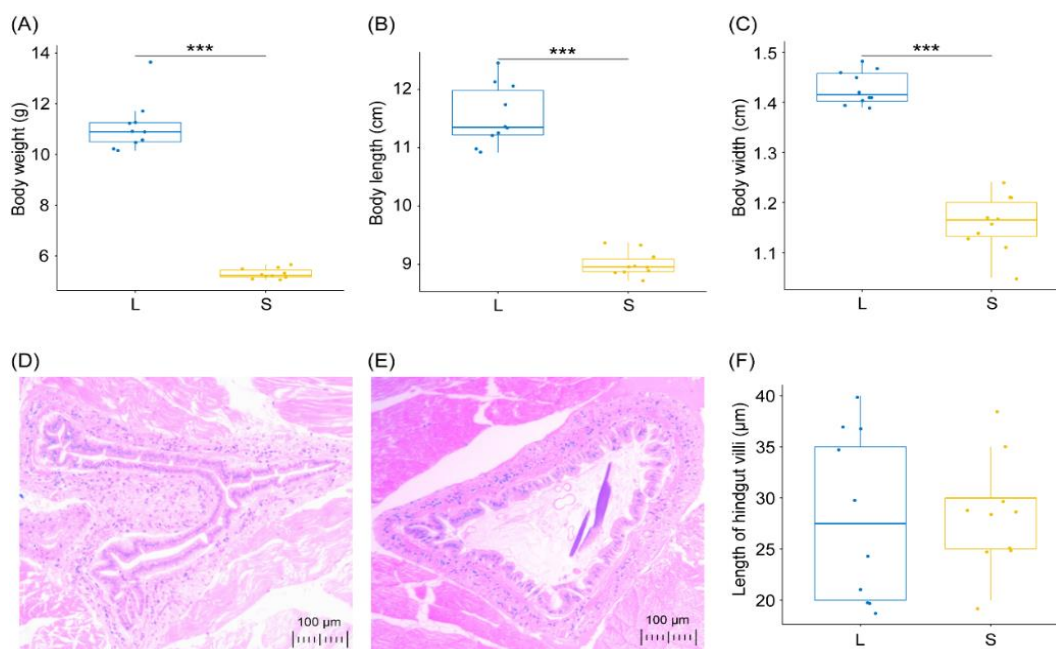 (A)
Body weight (g)
14
12
10
8
6
***
L
S
(B)
Body length (cm)
12
11
9
***
L
S
(C)
Body width (cm)
1.5
1.4
1.3
1.2
1.1
***
L
S
(D)
100 μm
(E)
100 μm
(F)
Length of hindgut villi (μm)
40
35
30
25
20
L
S